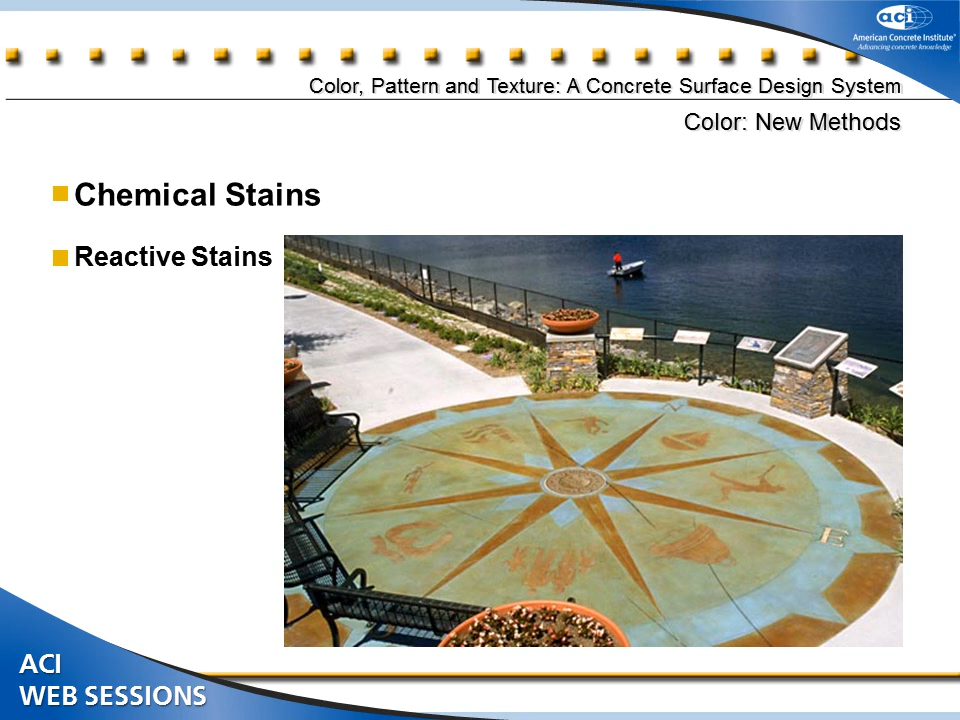 aci
American Concrete Institute®
Advancing concrete knowledge
Color, Pattern and Texture: A Concrete Surface Design System
Color: New Methods
Chemical Stains
Reactive Stains
E
ACI
WEB SESSIONS